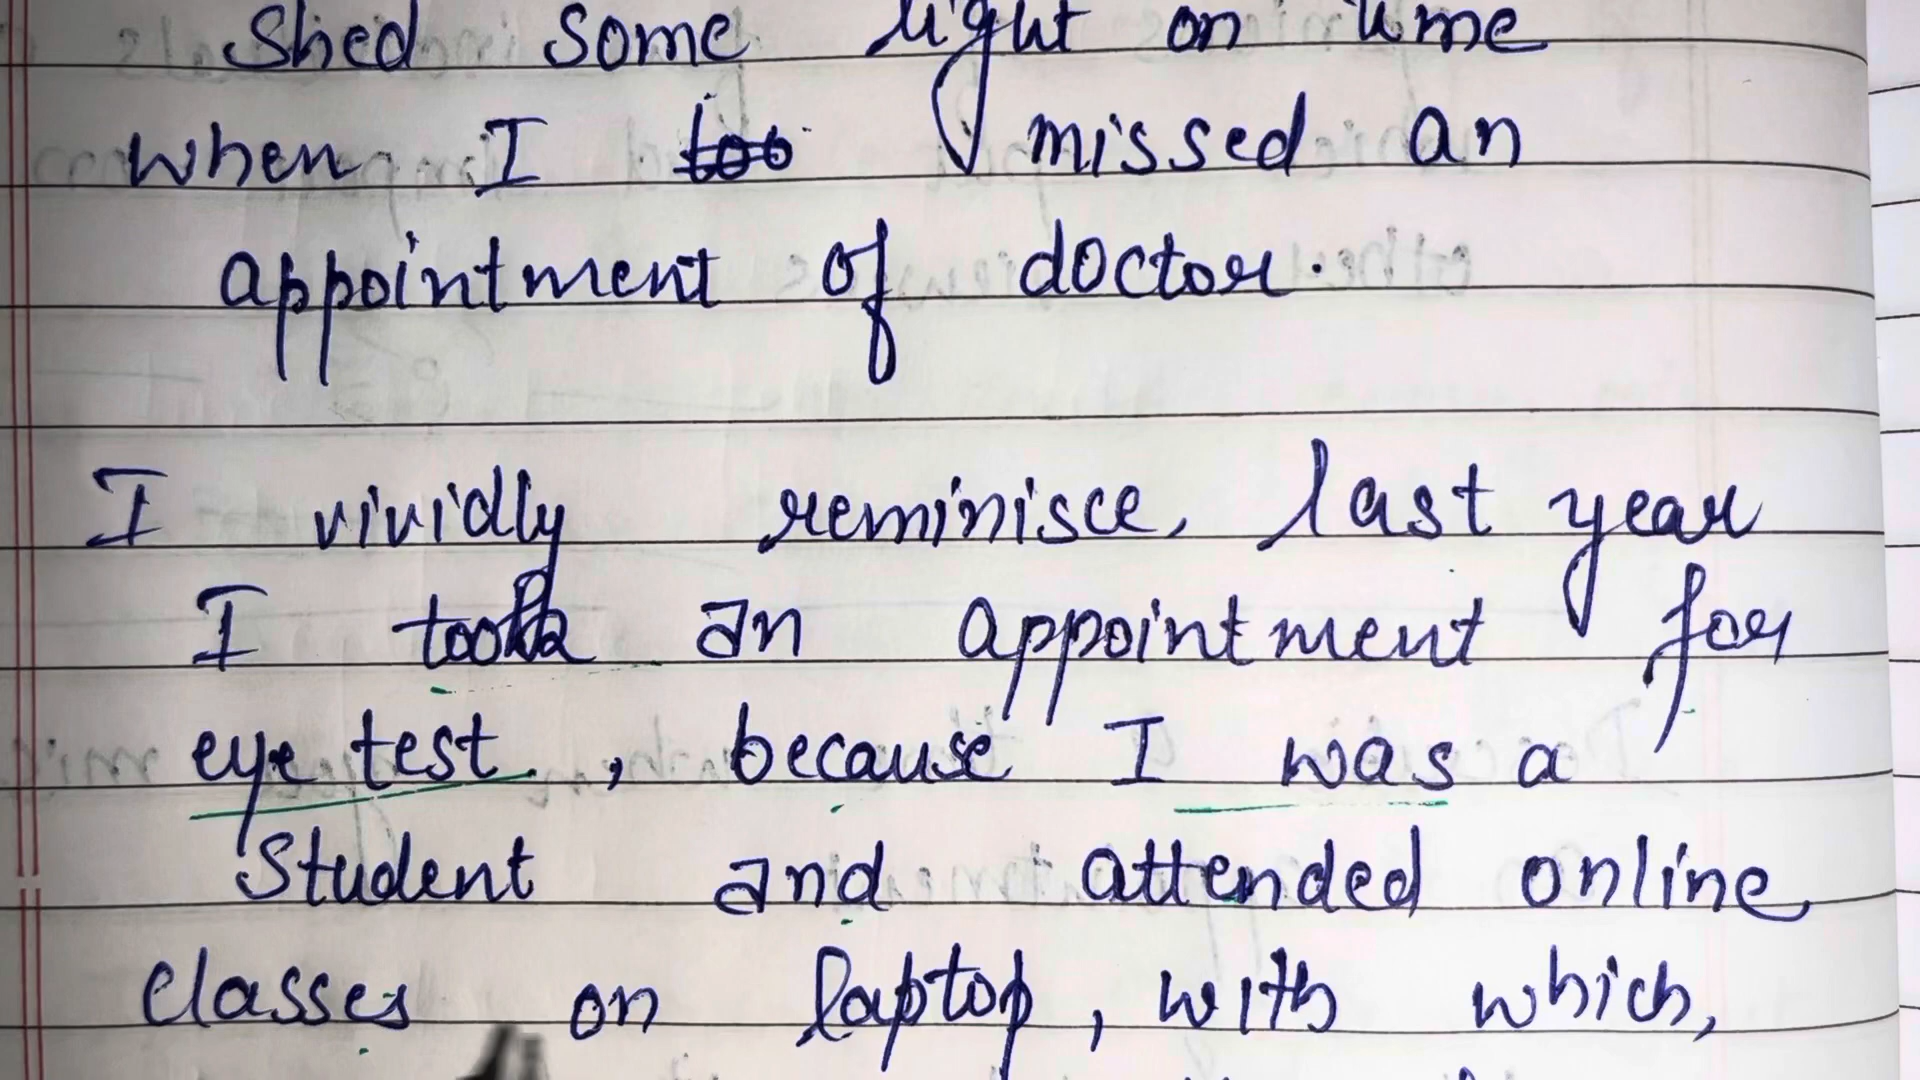 Shed some light on time
when I too missed an
appointment of doctor.
I vividly reminisce, last year
I took an appointment for
eye test, because I was a
Student and attended online
classes on laptop, with which,